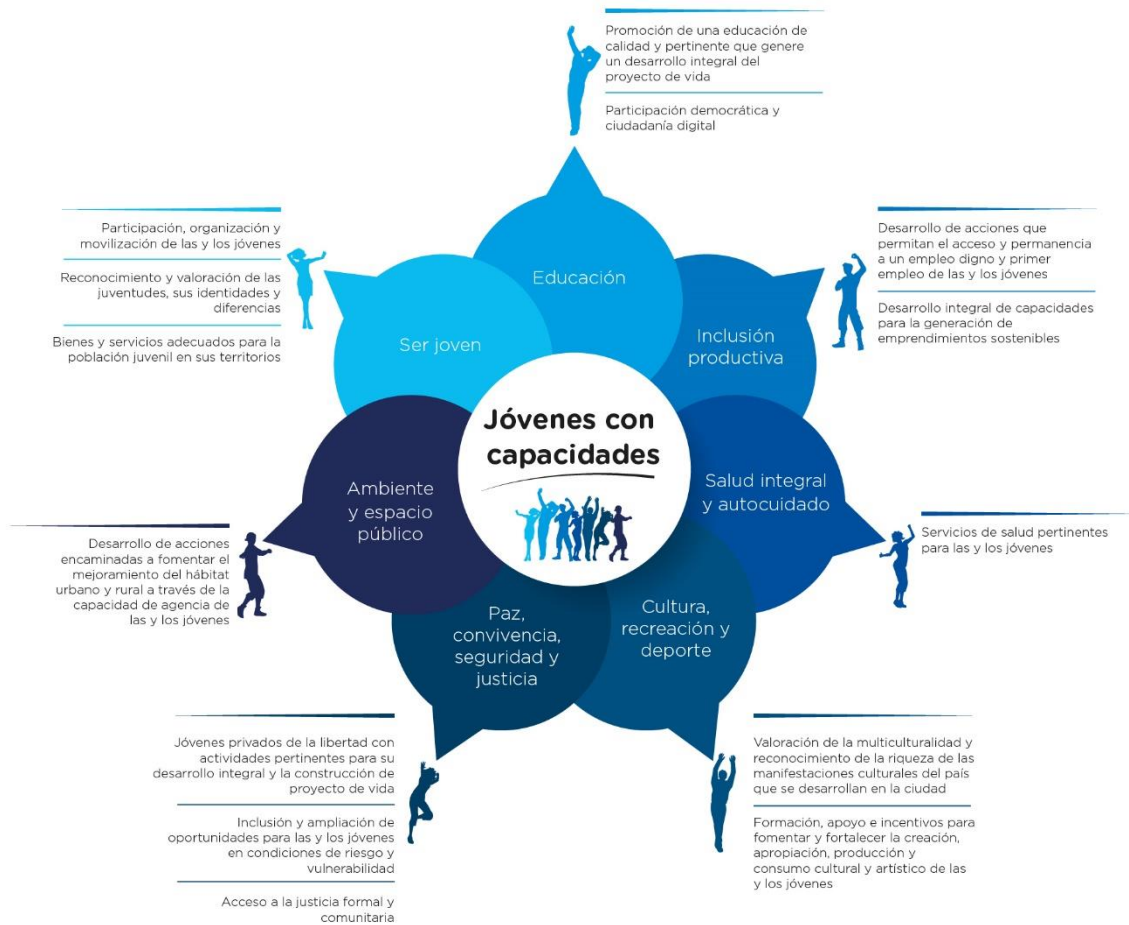 Promoción de una educación de
calidad y pertinente que genere
un desarrollo integral del
proyecto de vida
Participación democrática y
ciudadanía digital
Participación, organización y
movilización de las y los jóvenes
Reconocimiento y valoración de las
juventudes, sus identidades y
diferencias
Bienes y servicios adecuados para la
población juvenil en sus territorios
Desarrollo de acciones que
permitan el acceso y permanencia
a un empleo digno y primer
empleo de las y los jóvenes
Desarrollo integral de capacidades
para la generación de
emprendimientos sostenibles
Educación
Ser joven
Inclusión
productiva
Jóvenes con
capacidades
Ambiente
y espacio
público
Salud integral
y autocuidado
Desarrollo de acciones
encaminadas a fomentar el
mejoramiento del hábitat
urbano y rural a través de la
capacidad de agencia de
las y los jóvenes
Servicios de salud pertinentes
para las y los jóvenes
Paz,
convivencia,
seguridad y
justicia
Cultura,
recreación y
deporte
Jóvenes privados de la libertad con
actividades pertinentes para su
desarrollo integral y la construcción de
proyecto de vida
Inclusión y ampliación de
oportunidades para las y los jóvenes
en condiciones de riesgo y
vulnerabilidad
Acceso a la justicia formal y
comunitaria
Valoración de la multiculturalidad y
reconocimiento de la riqueza de las
manifestaciones culturales del país
que se desarrollan en la ciudad
Formación, apoyo e incentivos para
fomentar y fortalecer la creación,
apropiación, producción y
consumo cultural y artístico de las
y los jóvenes